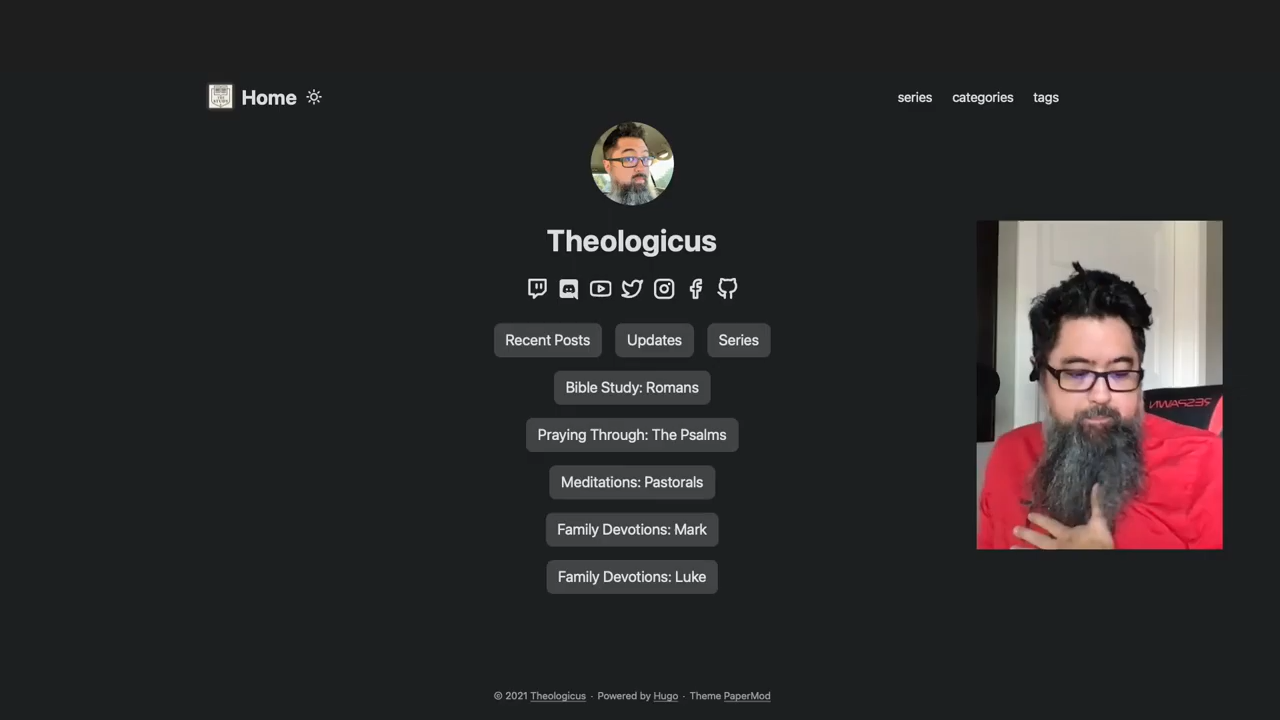 Home
series categories tags
Theologicus
Recent Posts Updates Series
Bible Study: Romans
Praying Through: The Psalms
Meditations: Pastorals
Family Devotions: Mark
Family Devotions: Luke
RESPAWN
© 2021 Theologicus · Powered by Hugo · Theme PaperMod